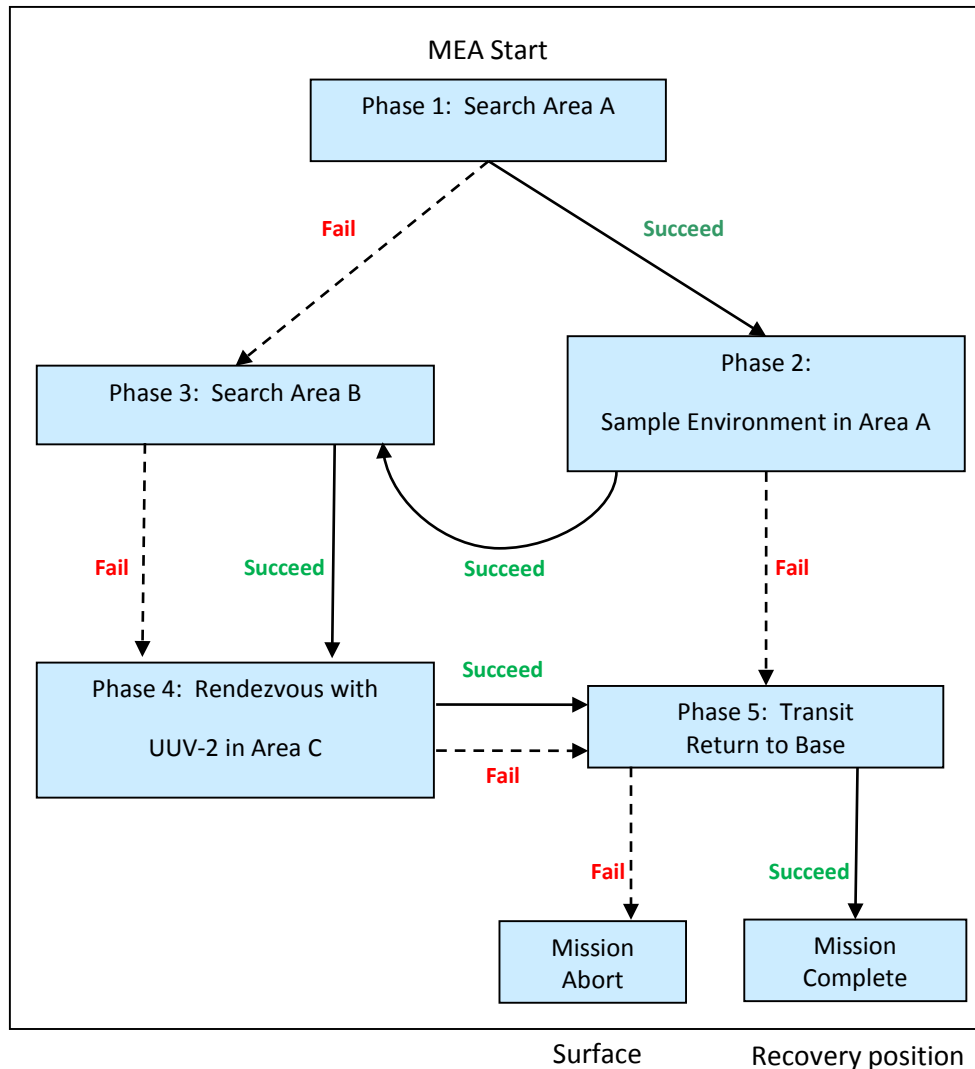 MEA Start
Phase 1:  Search Area A
Fail
Succeed
Phase 3:  Search Area B
Phase 2:
Sample Environment in Area A
Fail
Succeed
Succeed
Fail
Phase 4:  Rendezvous with
UUV-2 in Area C
Succeed
Fail
Phase 5:  Transit
Return to Base
Fail
Succeed
Mission
Abort
Mission
Complete
Surface
Recovery position